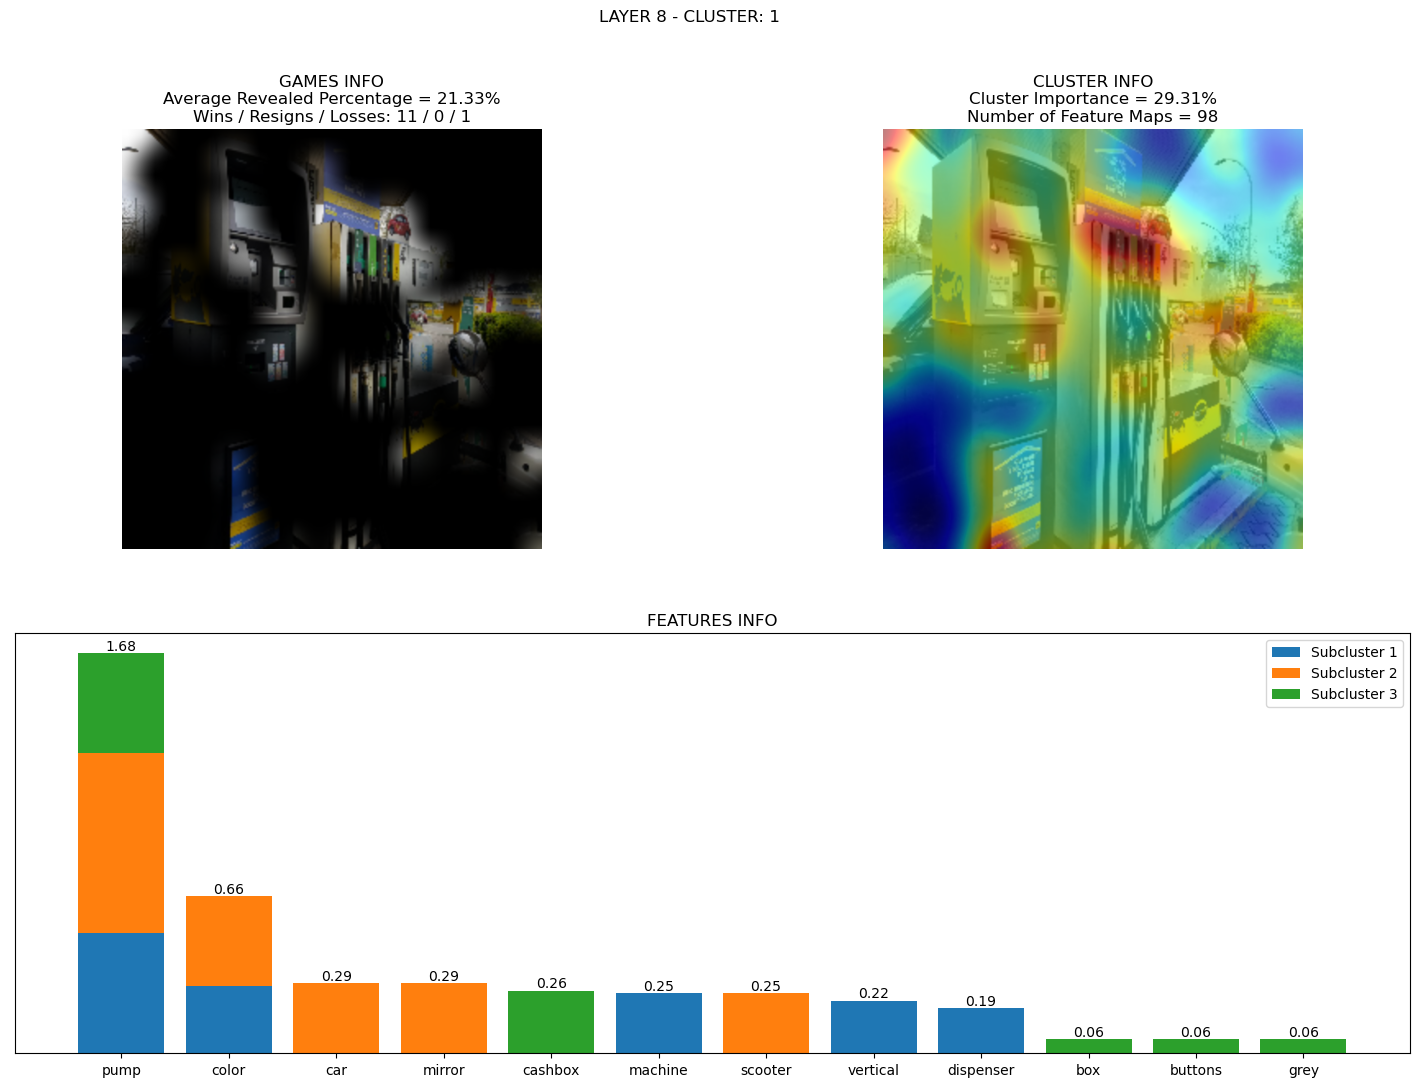 LAYER 8 - CLUSTER: 1
GAMES INFO
Average Revealed Percentage = 21.33%
Wins / Resigns / Losses: 11 / 0 / 1
CLUSTER INFO
Cluster Importance = 29.31%
Number of Feature Maps = 98
FEATURES INFO
Subcluster 1
Subcluster 2
Subcluster 3
1.68
0.66
0.29
0.29
0.26
0.25
0.25
0.22
0.19
0.06
0.06
0.06
pump
color
car
mirror
cashbox
machine
scooter
vertical
dispenser
box
buttons
grey